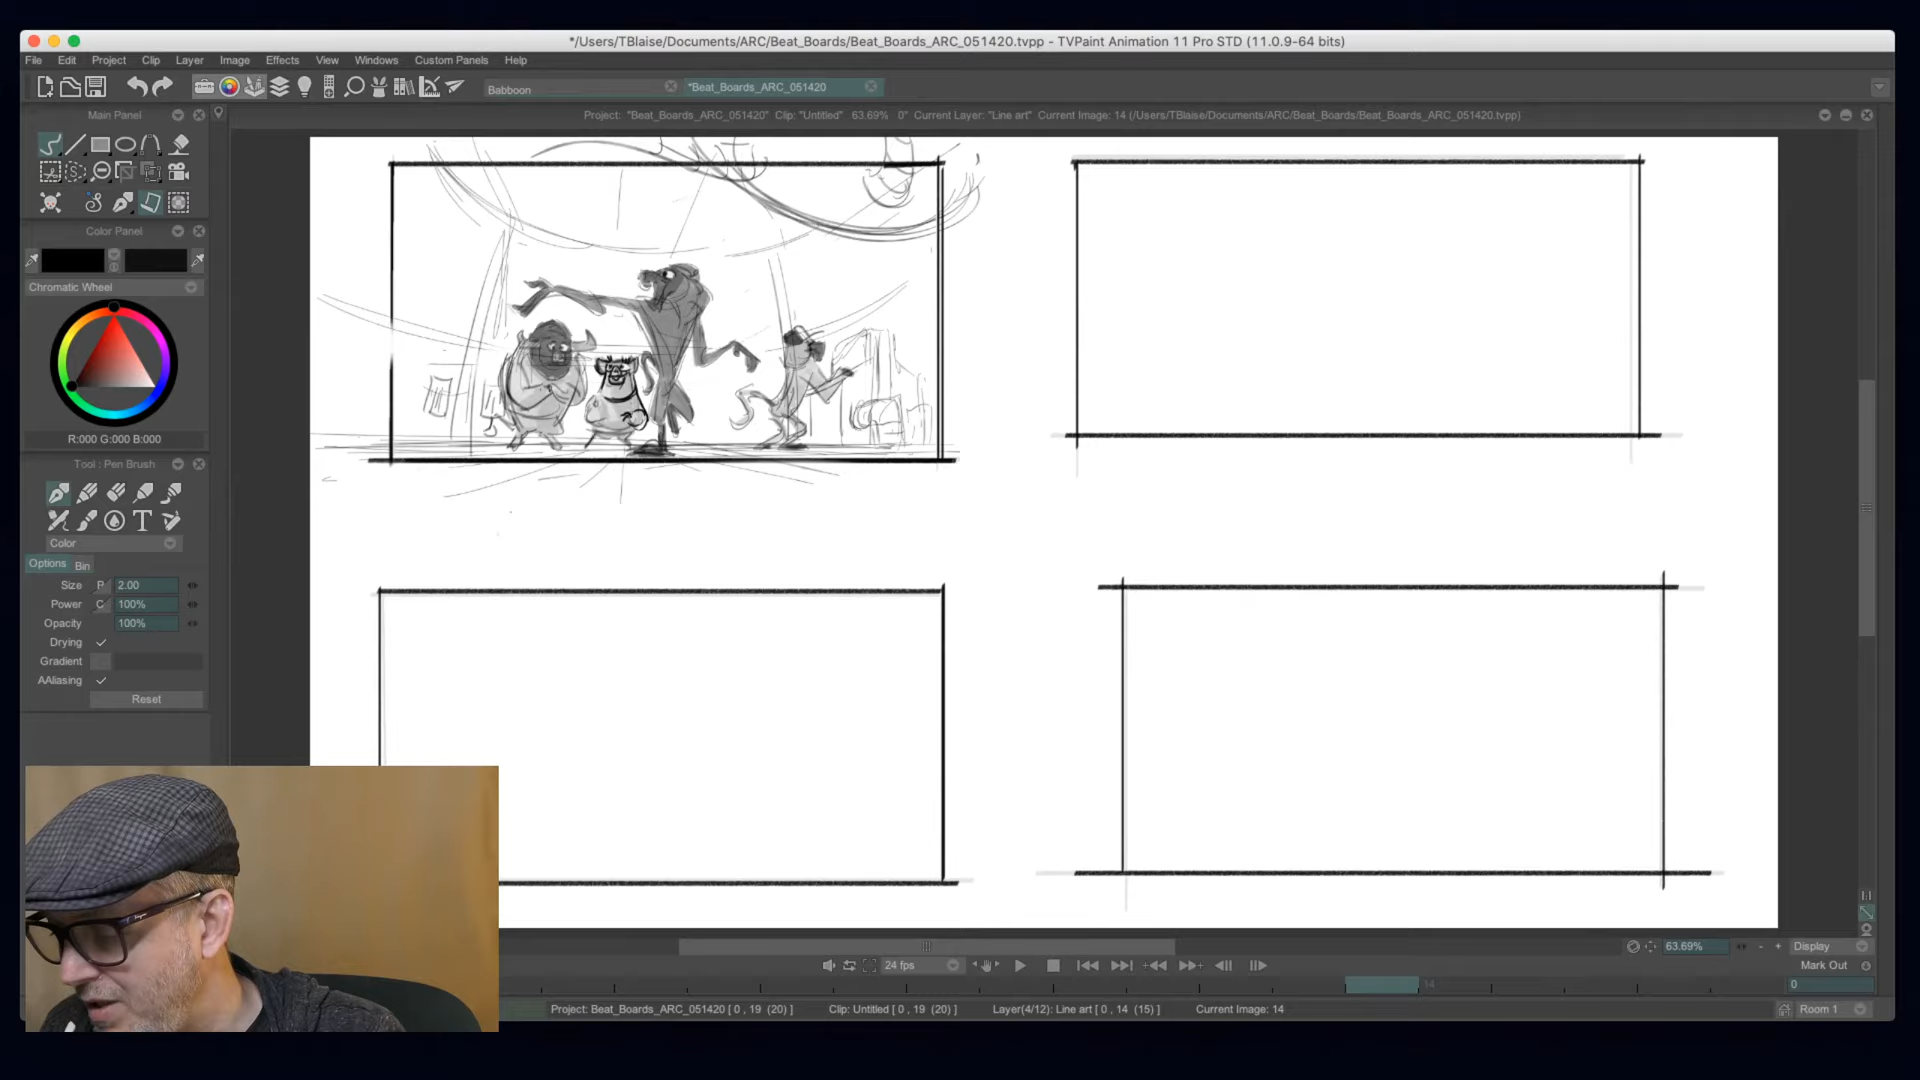 */Users/TBlaise/Documents/ARC/Beat_Boards/Beat_Boards_ARC_051420.tvpp - TVPaint Animation 11 Pro STD (11.0.9-64 bits)
File Edit Project Clip Layer Image Effects View Windows Custom Panels Help
Babboon *Beat_Boards_ARC_051420
Main Panel
Project: "Beat_Boards_ARC_051420" Clip: "Untitled" 63.69% 0° Current Layer: "Line art" Current Image: 14 (/Users/TBlaise/Documents/ARC/Beat_Boards/Beat_Boards_ARC_051420.tvpp)
Color Panel
Chromatic Wheel
R:000 G:000 B:000
Tool : Pen Brush
T
Color
Options Bin
Size P 2.00
Power C 100%
Opacity 100%
Drying
Gradient
AAliasing
Reset
63.69% - + Display
24 fps
Mark Out
14 0
Project: Beat_Boards_ARC_051420 [ 0 , 19 (20) ] Clip: Untitled [ 0 , 19 (20) ] Layer(4/12): Line art [ 0 , 14 (15) ] Current Image: 14 Room 1